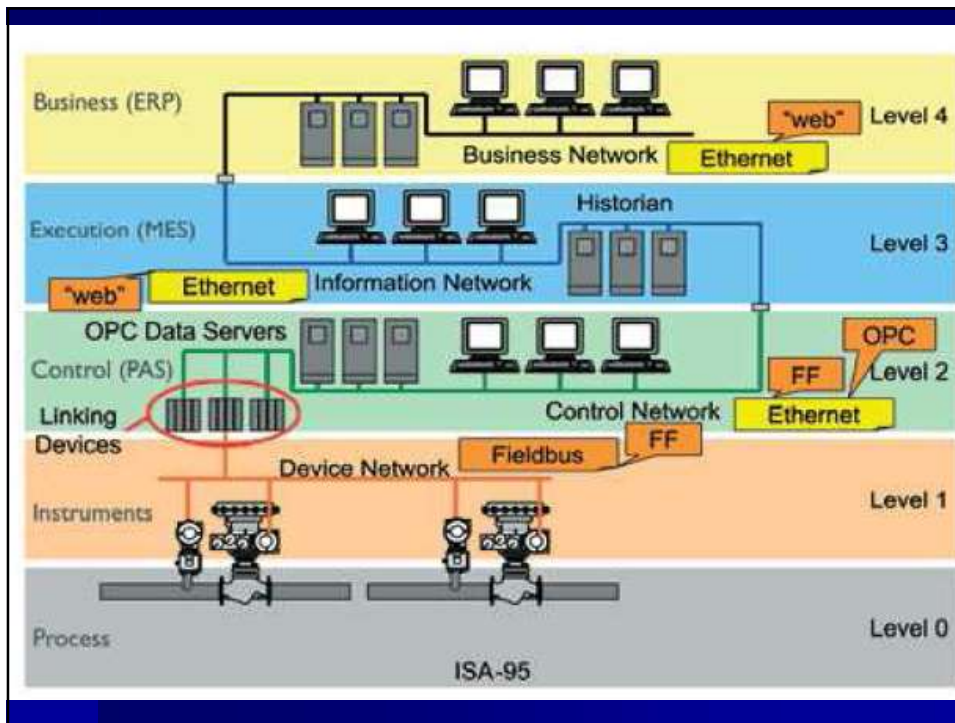 Business (ERP)
"web"
Level 4
Business Network
Ethernet
Historian
Execution (MES)
Level 3
Ethernet
Information Network
"web"
OPC Data Servers
OPC
Control (PAS)
FF
Level 2
Linking
Devices
Control Network
Ethernet
Device Network
Fieldbus
FF
Instruments
Level 1
Process
Level 0
ISA-95